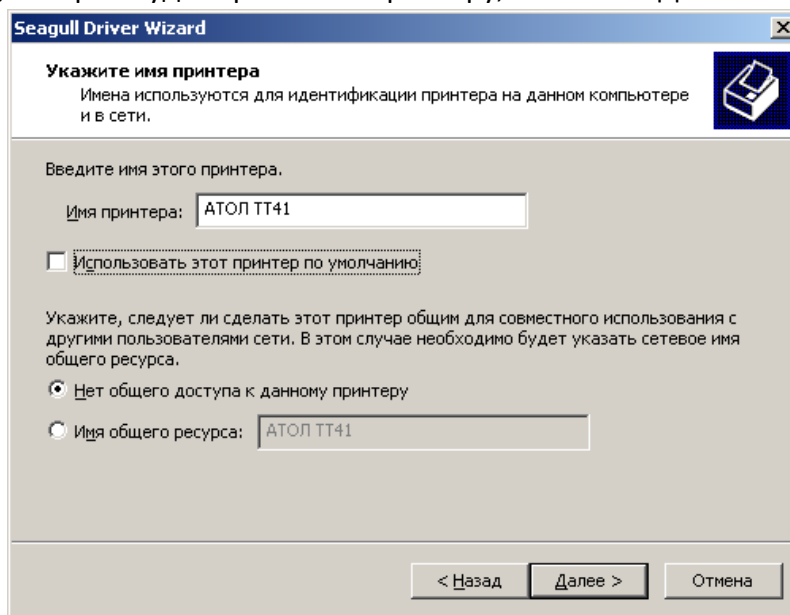 Seagull Driver Wizard
Укажите имя принтера
Имена используются для идентификации принтера на данном компьютере
и в сети.
Введите имя этого принтера.
Имя принтера: АТОЛ ТТ41
Использовать этот принтер по умолчанию
Укажите, следует ли сделать этот принтер общим для совместного использования с
другими пользователями сети. В этом случае необходимо будет указать сетевое имя
общего ресурса.
Нет общего доступа к данному принтеру
Имя общего ресурса: АТОЛ ТТ41
< Назад Далее > Отмена